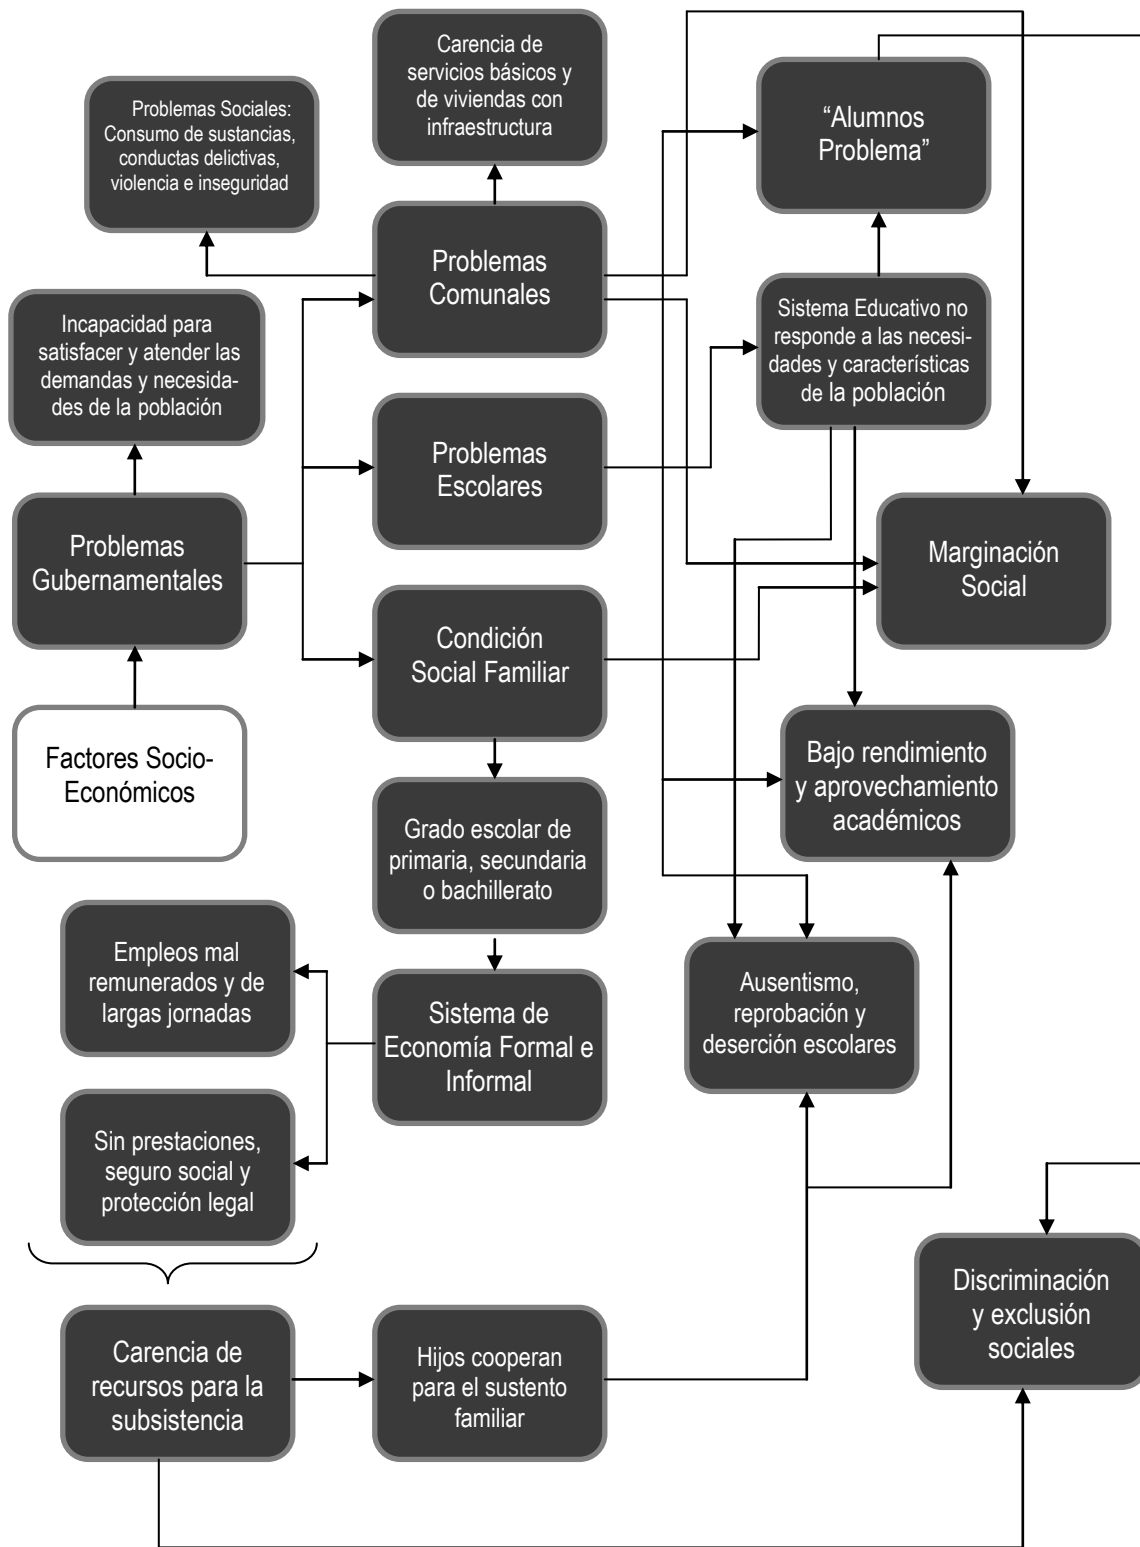 Carencia de
servicios básicos y
de viviendas con
infraestructura
Problemas Sociales:
Consumo de sustancias,
conductas delictivas,
violencia e inseguridad
“Alumnos
Problema”
Problemas
Comunales
Incapacidad para
satisfacer y atender las
demandas y necesida-
des de la población
Sistema Educativo no
responde a las necesi-
dades y características
de la población
Problemas
Escolares
Problemas
Gubernamentales
Marginación
Social
Condición
Social Familiar
Factores Socio-
Económicos
Bajo rendimiento
y aprovechamiento
académicos
Grado escolar de
primaria, secundaria
o bachillerato
Empleos mal
remunerados y de
largas jornadas
Sistema de
Economía Formal e
Informal
Ausentismo,
reprobación y
deserción escolares
Sin prestaciones,
seguro social y
protección legal
Discriminación
y exclusión
sociales
Carencia de
recursos para la
subsistencia
Hijos cooperan
para el sustento
familiar